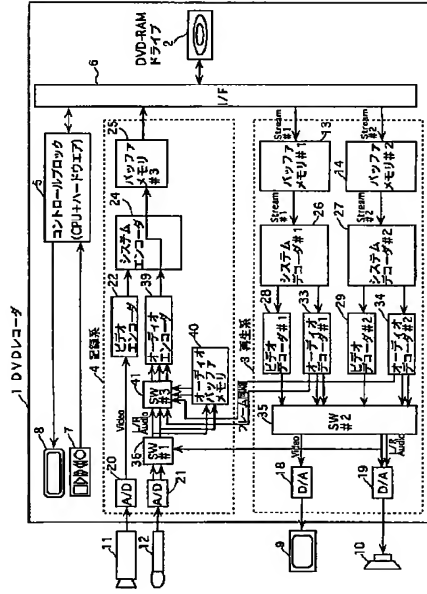 1 DVDレコーダ
8
7
5
コントロールブロック
(CPU+ハードウエア)
6
I/F
DVD-RAM
ドライブ
2
4 記録系
11
12
20
A/D
21
A/D
Video
L/R
Audio
36
SW
#1
41
SW
#3
22
ビデオ
エンコーダ
39
オーディオ
エンコーダ
24
システム
エンコーダ
25
バッファ
メモリ
#3
40
オーディオ
バッファ
メモリ
3 再生系
35
SW
#2
Video
L/R
Audio
18
D/A
19
D/A
9
10
28
ビデオ
デコーダ#1
33
オーディオ
デコーダ#1
29
ビデオ
デコーダ#2
34
オーディオ
デコーダ#2
26
システム
デコーダ#1
27
システム
デコーダ#2
Stream
#1
Stream
#2
13
バッファ
メモリ#1
14
バッファ
メモリ#2
Stream
#1
Stream
#2